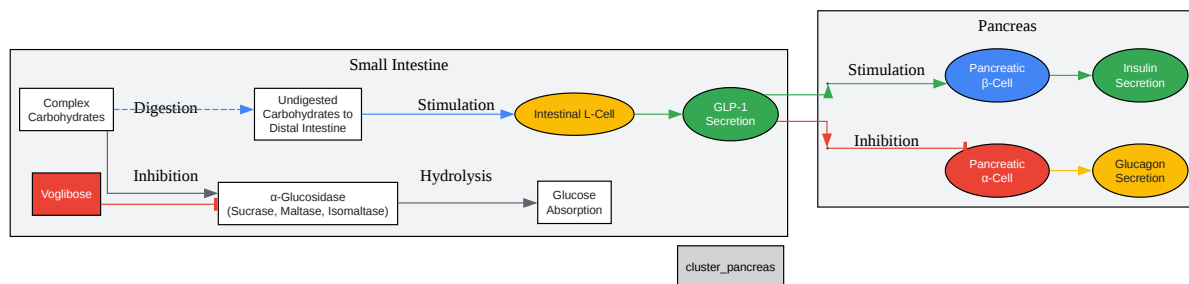 Pancreas
Small Intestine
Complex
Carbohydrates
Digestion
Undigested
Carbohydrates to
Distal Intestine
Stimulation
Intestinal L-Cell
GLP-1
Secretion
Stimulation
Pancreatic
β-Cell
Insulin
Secretion
Inhibition
Pancreatic
α-Cell
Glucagon
Secretion
Voglibose
Inhibition
α-Glucosidase
(Sucrase, Maltase, Isomaltase)
Hydrolysis
Glucose
Absorption
cluster_pancreas